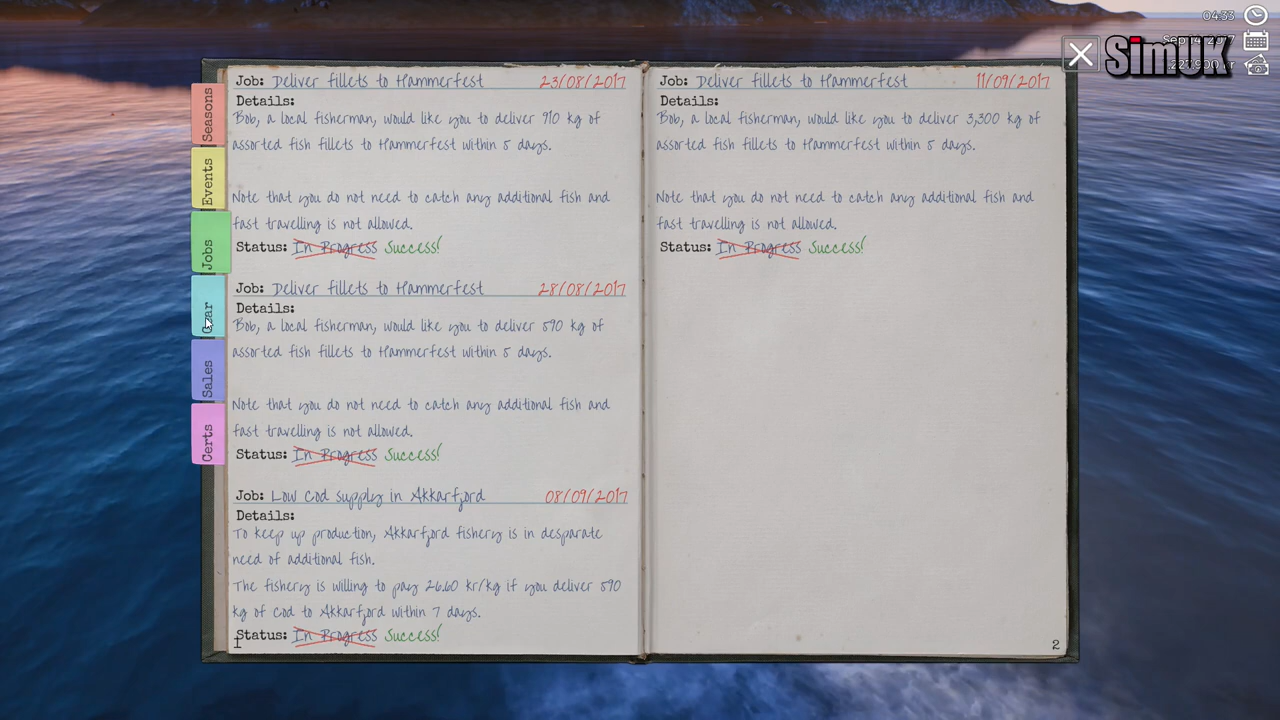 04:33
SimUK
Seasons
Events
Jobs
Sales
Certs
Job: Deliver fillets to Hammerfest 23/08/2017
Details:
Bob, a local fisherman, would like you to deliver 910 kg of
assorted fish fillets to Hammerfest within 5 days.
Note that you do not need to catch any additional fish and
fast travelling is not allowed.
Status: In Progress Success!
Job: Deliver fillets to Hammerfest 28/08/2017
Details:
Bob, a local fisherman, would like you to deliver 590 kg of
assorted fish fillets to Hammerfest within 5 days.
Note that you do not need to catch any additional fish and
fast travelling is not allowed.
Status: In Progress Success!
Job: Low Cod supply in Akkarfjord 08/09/2017
Details:
To keep up production, Akkarfjord fishery is in desparate
need of additional fish.
The fishery is willing to pay 26.60 kr/kg if you deliver 590
kg of Cod to Akkarfjord within 7 days.
Status: In Progress Success!
1
Job: Deliver fillets to Hammerfest 11/09/2017
Details:
Bob, a local fisherman, would like you to deliver 3,300 kg of
assorted fish fillets to Hammerfest within 5 days.
Note that you do not need to catch any additional fish and
fast travelling is not allowed.
Status: In Progress Success!
2